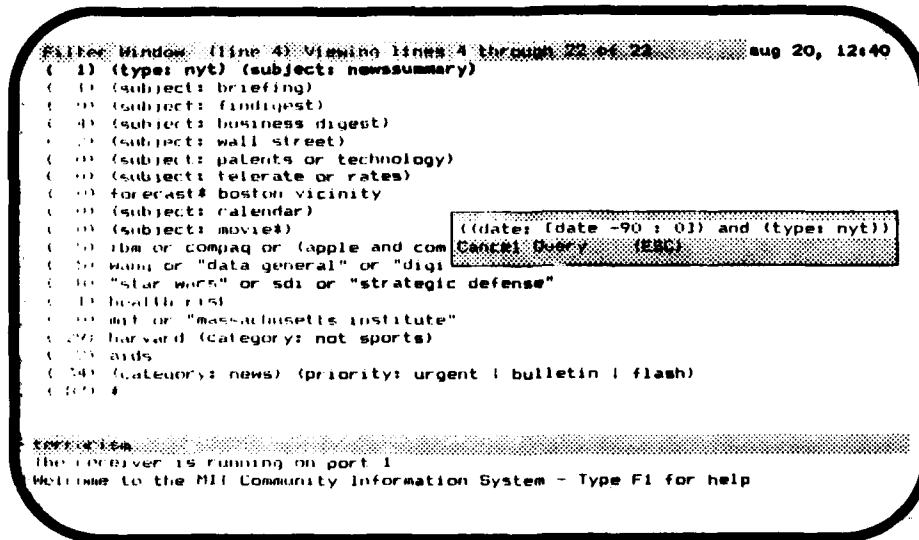 Filter Window (line 4) Viewing lines 4 through 22 of 22 aug 20, 12:40
( 1) (type: nyt) (subject: newssummary)
( (subject: briefing)
( (subject: findigest)
( 4) (subject: business digest)
( (subject: wall street)
( (subject: patents or technology)
( (subject: telerate or rates)
( forecast# boston vicinity
( (subject: calendar)
( (subject: movie#)
((date: [date -90 : 0]) and (type: nyt))
( ibm or compaq or (apple and com
Cancel Query (ESC)
( wang or "data general" or "digi
( "star wars" or sdi or "strategic defense"
( health risk
( mit or "massachusetts institute"
( harvard (category: not sports)
( aids
( 34) (category: news) (priority: urgent | bulletin | flash)
( #
terrorism
The receiver is running on port 1
Welcome to the MIT Community Information System - Type F1 for help